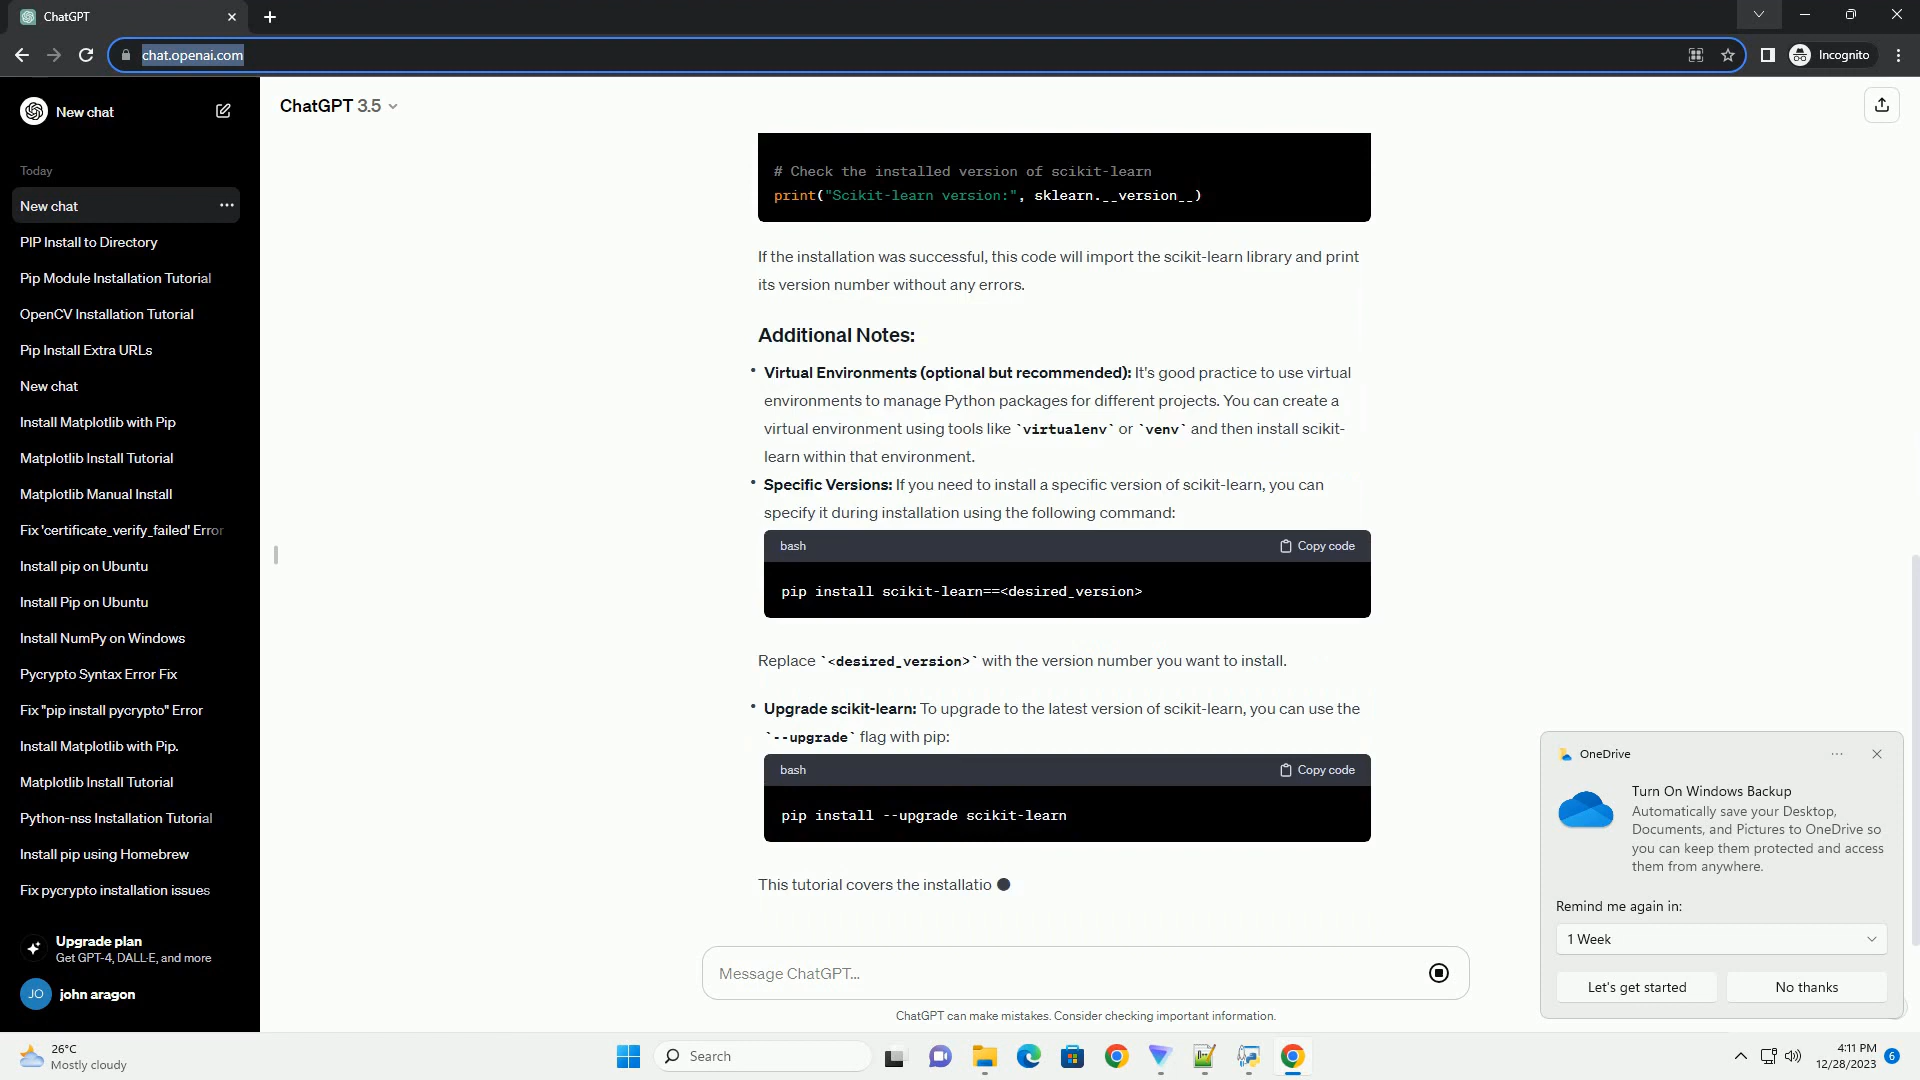 ChatGPT
chat.openai.com
Incognito
New chat
Today
New chat
PIP Install to Directory
Pip Module Installation Tutorial
OpenCV Installation Tutorial
Pip Install Extra URLs
New chat
Install Matplotlib with Pip
Matplotlib Install Tutorial
Matplotlib Manual Install
Fix 'certificate_verify_failed' Error
Install pip on Ubuntu
Install Pip on Ubuntu
Install NumPy on Windows
Pycrypto Syntax Error Fix
Fix "pip install pycrypto" Error
Install Matplotlib with Pip.
Matplotlib Install Tutorial
Python-nss Installation Tutorial
Install pip using Homebrew
Fix pycrypto installation issues
Upgrade plan
Get GPT-4, DALL·E, and more
JO john aragon
ChatGPT 3.5
# Check the installed version of scikit-learn
print("Scikit-learn version:", sklearn.__version__)
If the installation was successful, this code will import the scikit-learn library and print
its version number without any errors.
Additional Notes:
• Virtual Environments (optional but recommended): It's good practice to use virtual
environments to manage Python packages for different projects. You can create a
virtual environment using tools like `virtualenv` or `venv` and then install scikit-
learn within that environment.
• Specific Versions: If you need to install a specific version of scikit-learn, you can
specify it during installation using the following command:
bash Copy code
pip install scikit-learn==<desired_version>
Replace `<desired_version>` with the version number you want to install.
• Upgrade scikit-learn: To upgrade to the latest version of scikit-learn, you can use the
`--upgrade` flag with pip:
bash Copy code
pip install --upgrade scikit-learn
This tutorial covers the installatio
Message ChatGPT...
ChatGPT can make mistakes. Consider checking important information.
OneDrive
Turn On Windows Backup
Automatically save your Desktop,
Documents, and Pictures to OneDrive so
you can keep them protected and access
them from anywhere.
Remind me again in:
1 Week
Let's get started No thanks
26°C
Mostly cloudy
Search
4:11 PM
12/28/2023
6